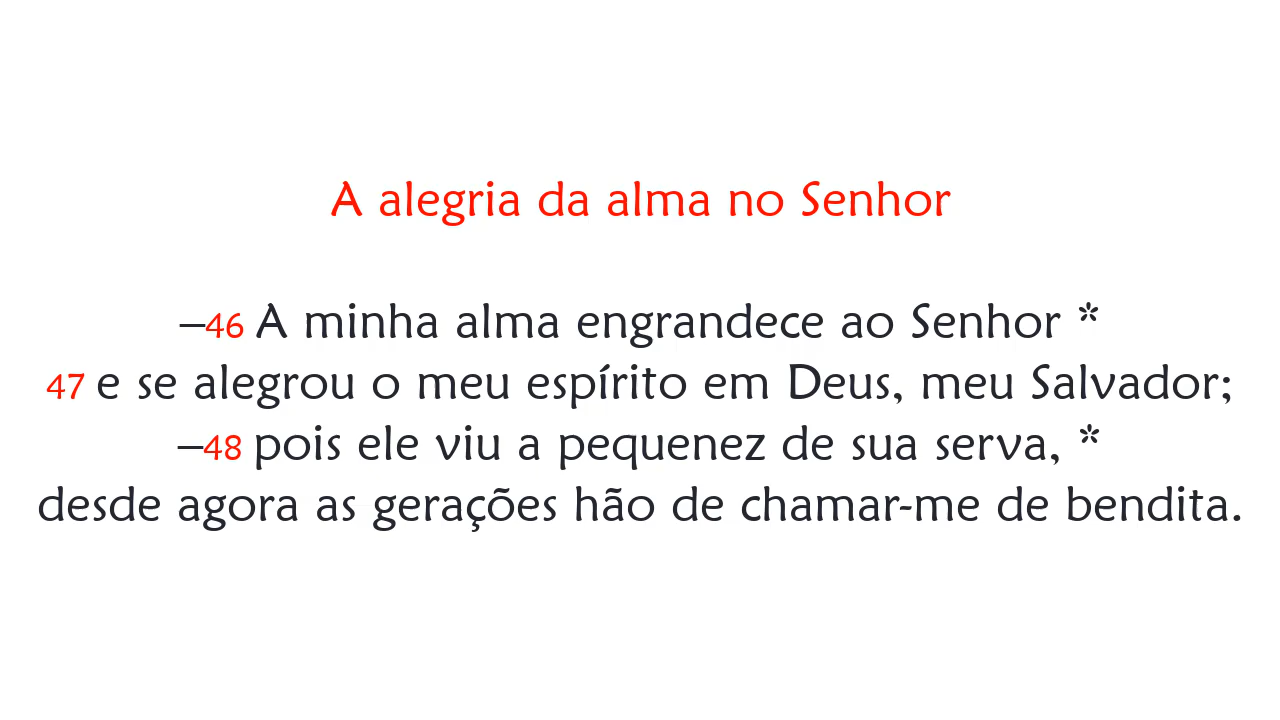 A alegria da alma no Senhor
–46 A minha alma engrandece ao Senhor *
47 e se alegrou o meu espírito em Deus, meu Salvador;
–48 pois ele viu a pequenez de sua serva, *
desde agora as gerações hão de chamar-me de bendita.